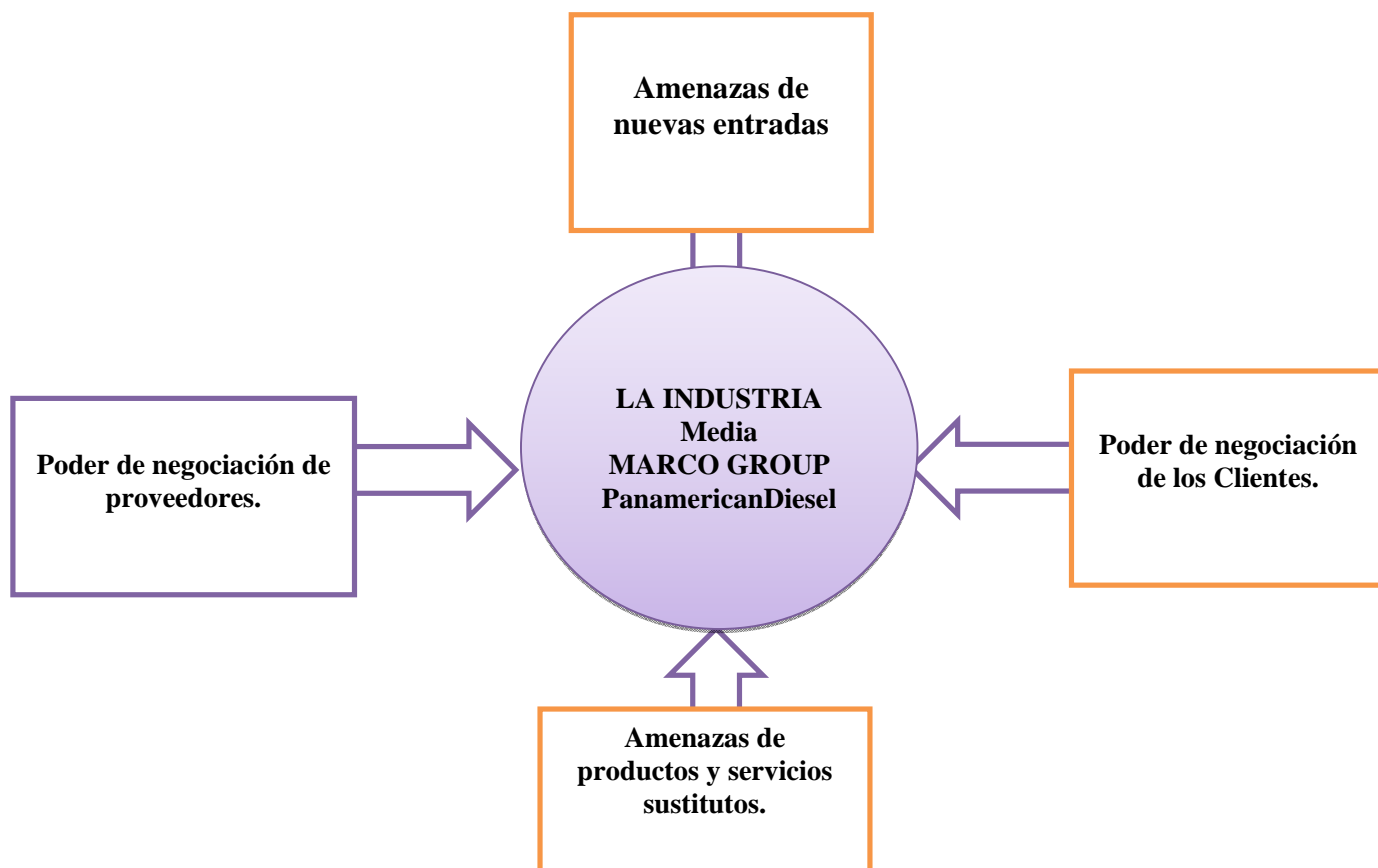 Amenazas de
nuevas entradas
LA INDUSTRIA
Media
MARCO GROUP
PanamericanDiesel
Poder de negociación de
proveedores.
Poder de negociación
de los Clientes.
Amenazas de
productos y servicios
sustitutos.